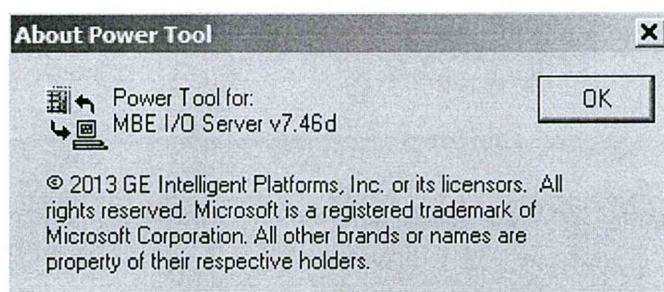 About Power Tool
Power Tool for:
MBE I/O Server v7.46d
OK
© 2013 GE Intelligent Platforms, Inc. or its licensors. All
rights reserved. Microsoft is a registered trademark of
Microsoft Corporation. All other brands or names are
property of their respective holders.